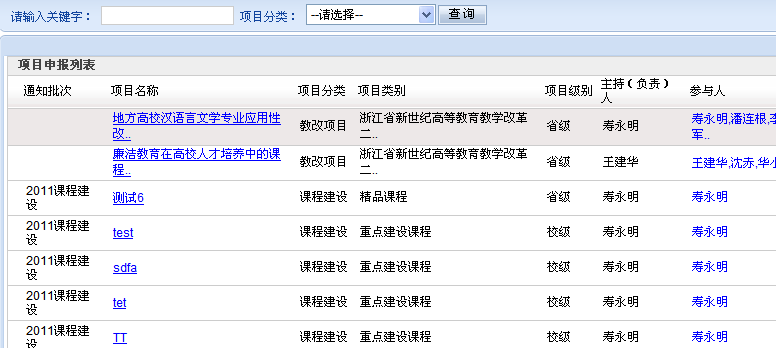 请输入关键字： 项目分类： --请选择-- 查 询
项目申报列表
通知批次 项目名称 项目分类 项目类别 项目级别 主持（负责）人 参与人
地方高校汉语言文学专业应用性改.. 教改项目 浙江省新世纪高等教育教学改革二.. 省级 寿永明 寿永明,潘连根,李军..
廉洁教育在高校人才培养中的课程.. 教改项目 浙江省新世纪高等教育教学改革二.. 省级 王建华 王建华,沈赤,华小
2011课程建设 测试6 课程建设 精品课程 省级 寿永明 寿永明
2011课程建设 test 课程建设 重点建设课程 校级 寿永明 寿永明
2011课程建设 sdfa 课程建设 重点建设课程 校级 寿永明 寿永明
2011课程建设 tet 课程建设 重点建设课程 校级 寿永明 寿永明
2011课程建设 TT 课程建设 重点建设课程 校级 寿永明 寿永明